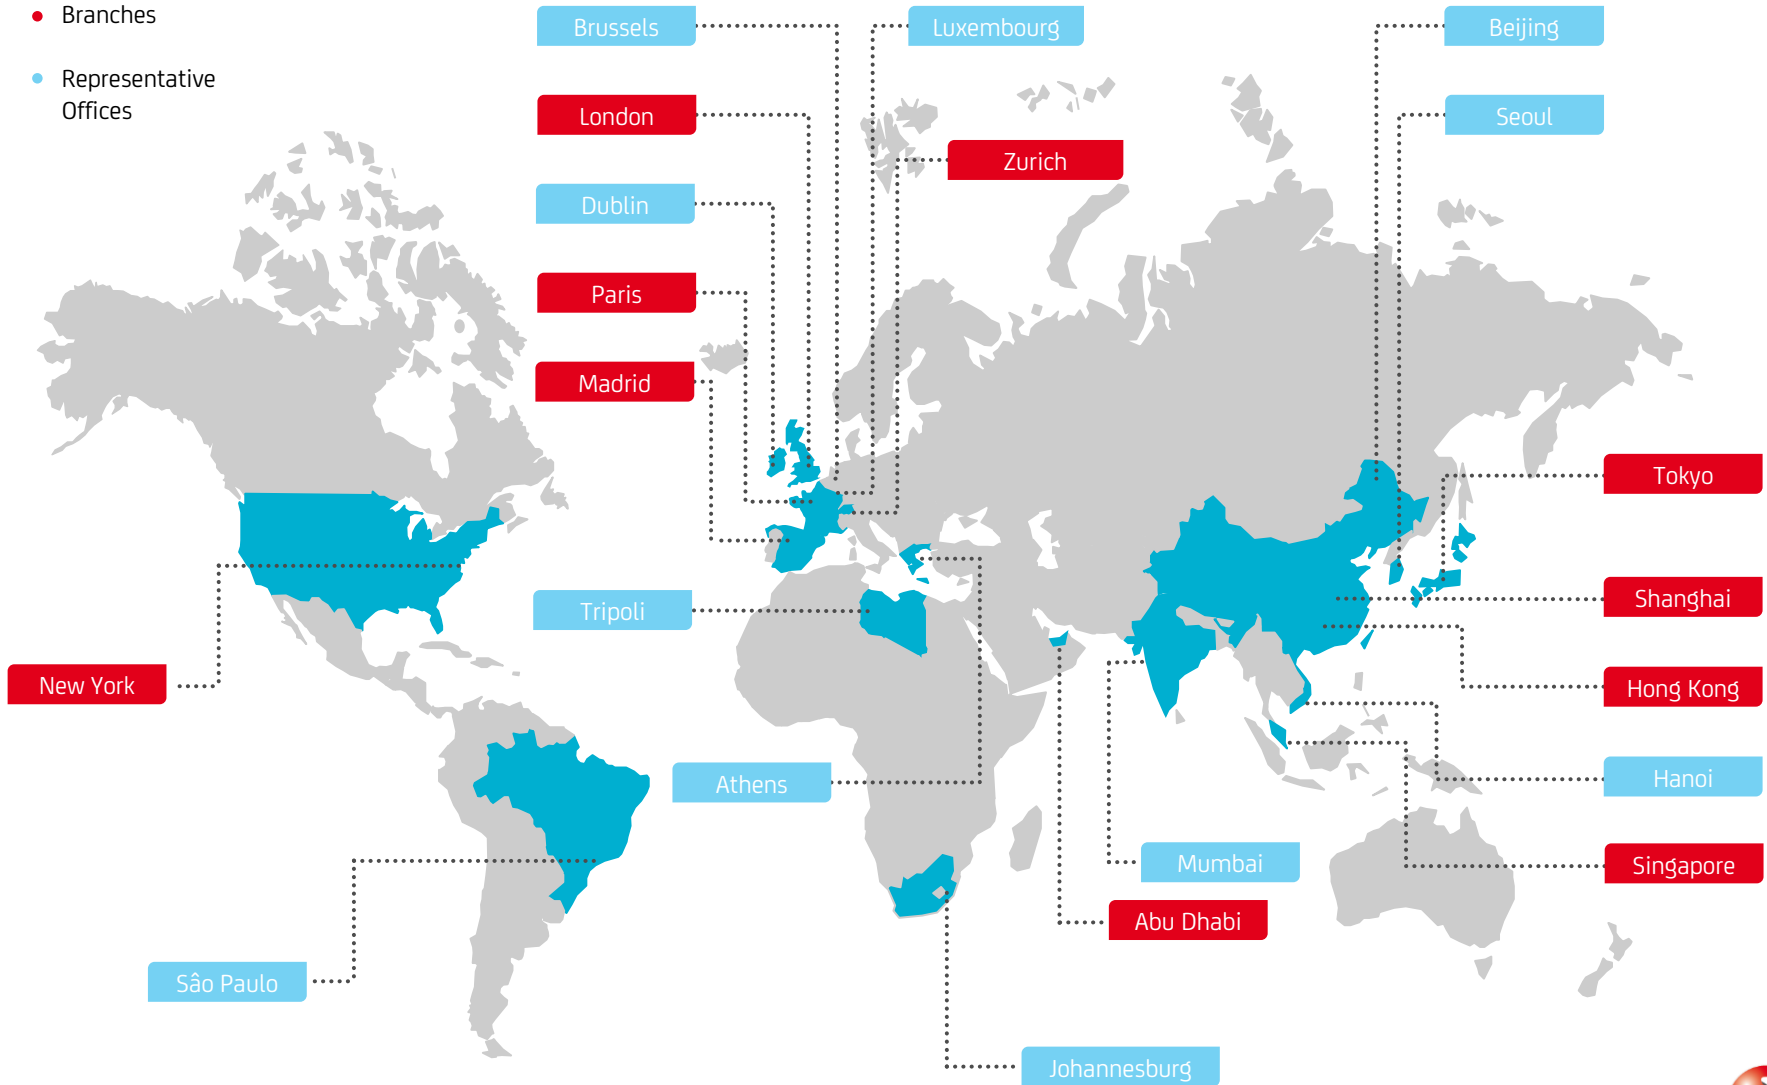 Branches
Representative
Offices
Brussels
Luxembourg
Beijing
London
Seoul
Zurich
Dublin
Paris
Madrid
Tokyo
Tripoli
Shanghai
New York
Hong Kong
Athens
Hanoi
Mumbai
Singapore
Abu Dhabi
Sâo Paulo
Johannesburg